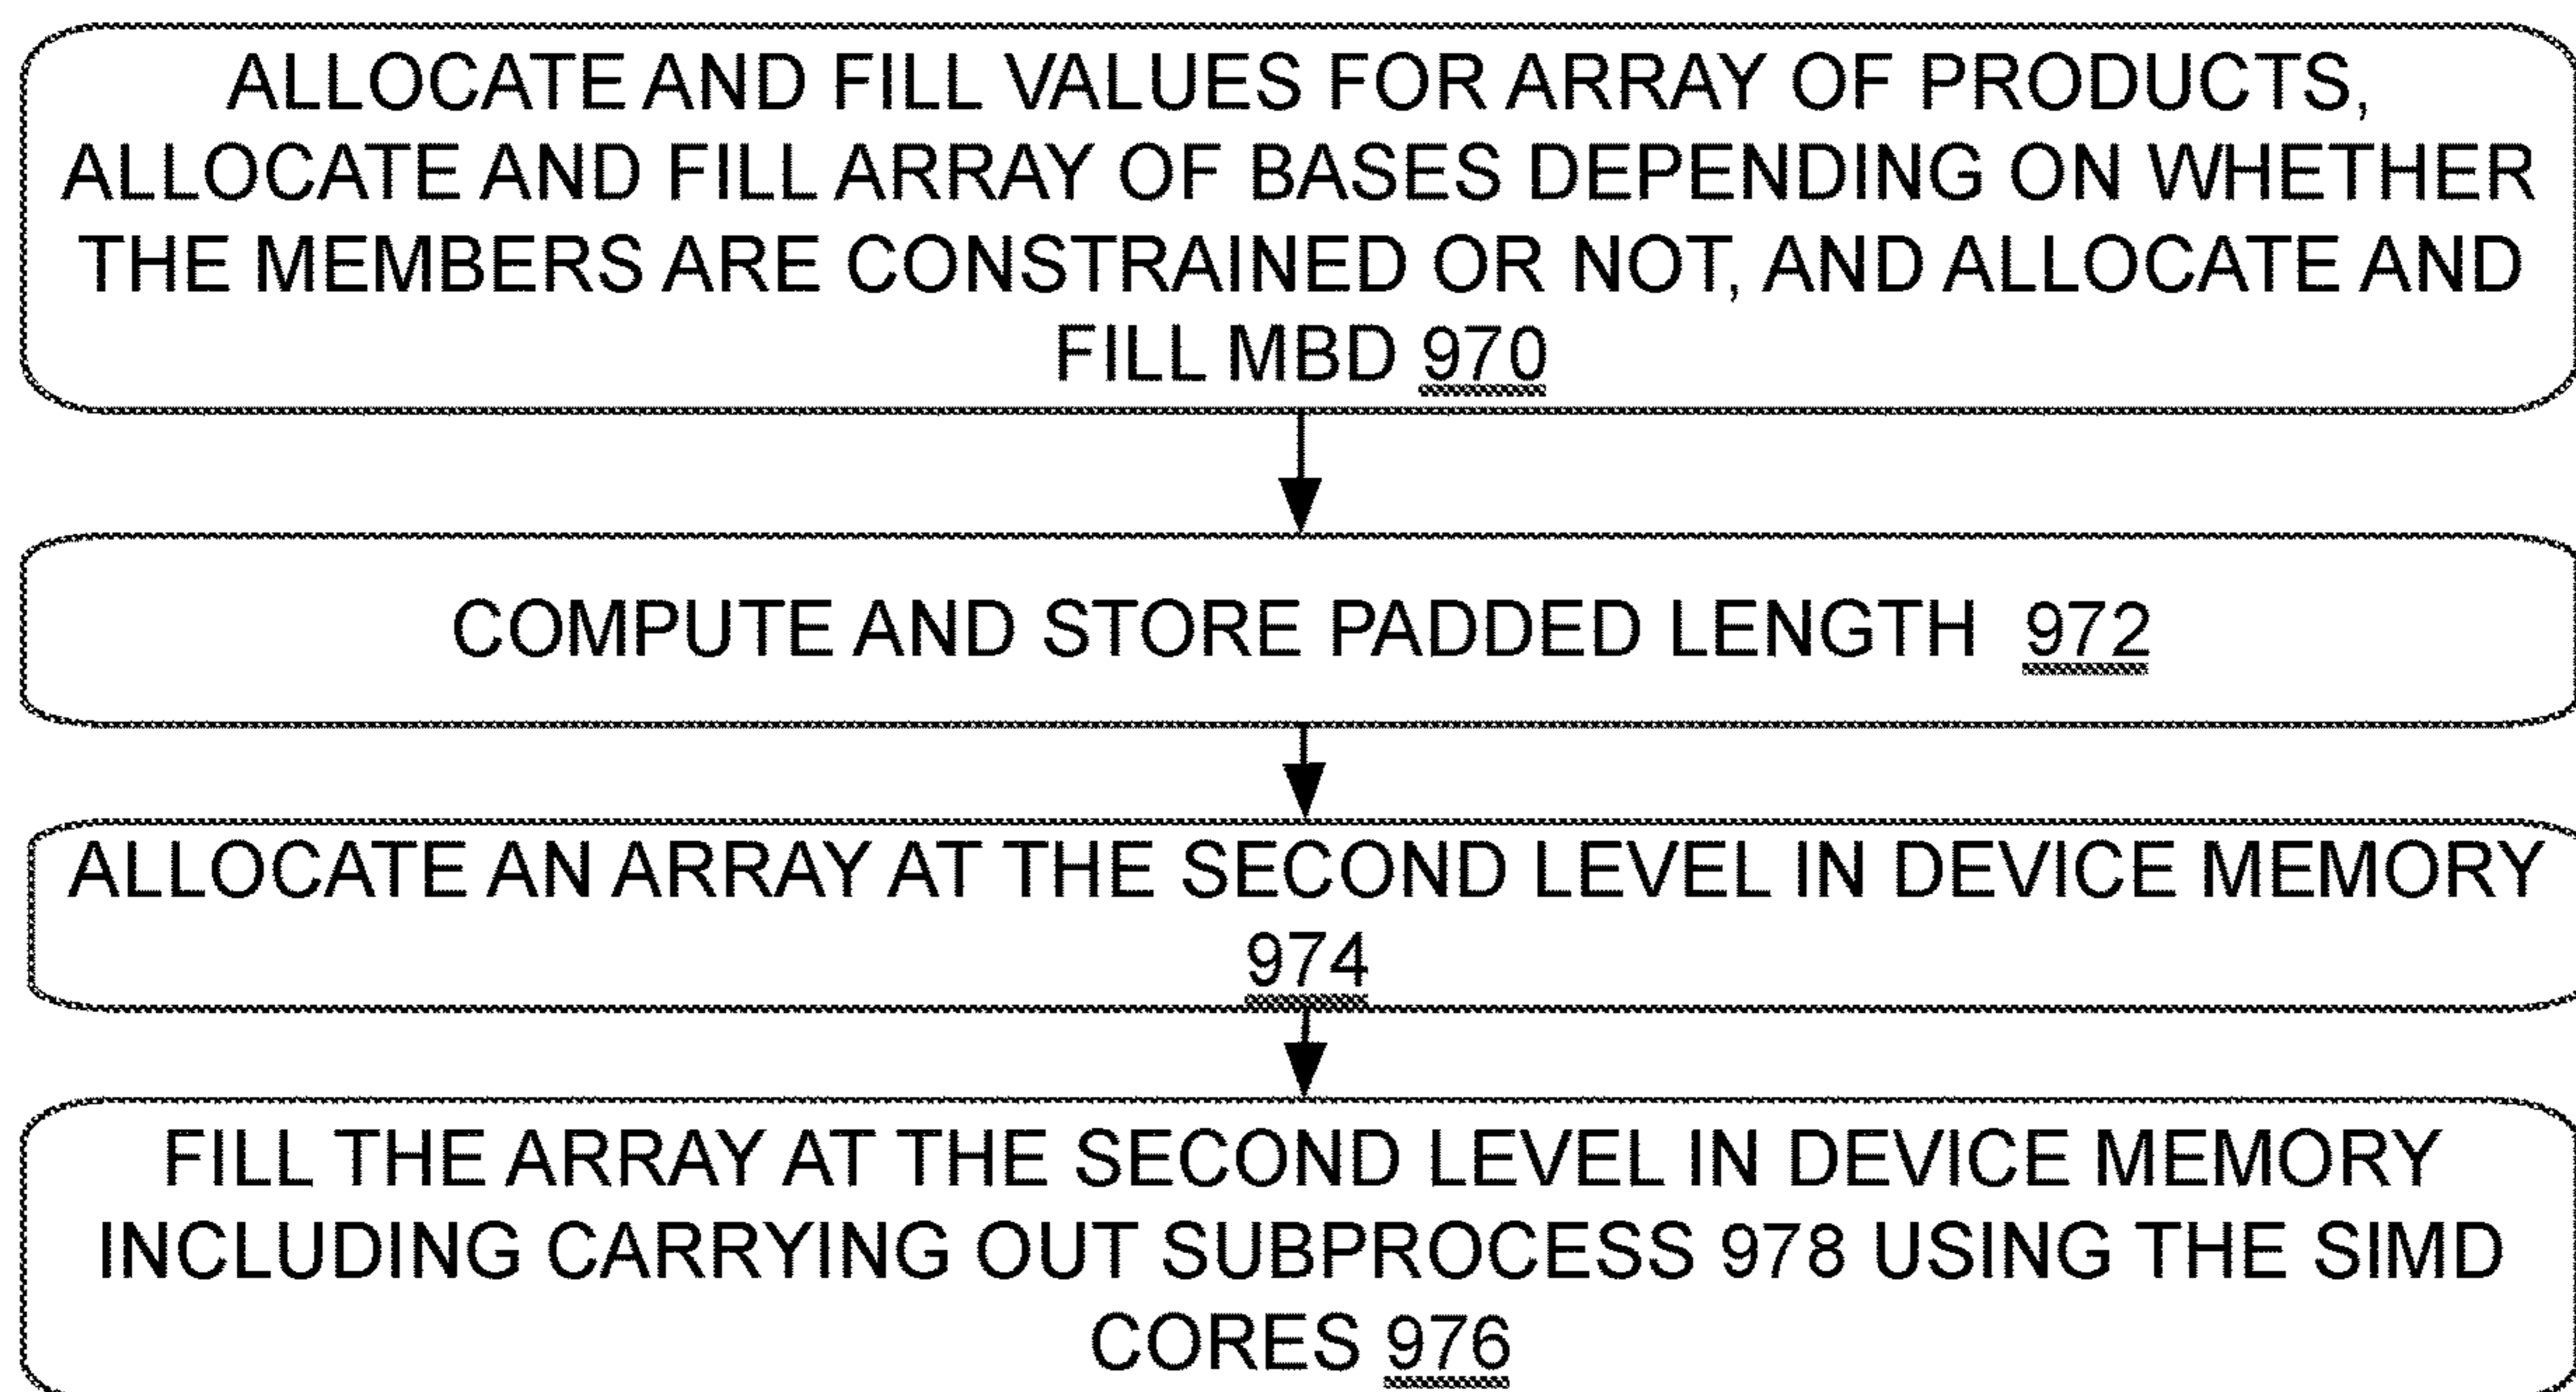 ALLOCATE AND FILL VALUES FOR ARRAY OF PRODUCTS,
ALLOCATE AND FILL ARRAY OF BASES DEPENDING ON WHETHER
THE MEMBERS ARE CONSTRAINED OR NOT, AND ALLOCATE AND
FILL MBD 970
COMPUTE AND STORE PADDED LENGTH 972
ALLOCATE AN ARRAY AT THE SECOND LEVEL IN DEVICE MEMORY
974
FILL THE ARRAY AT THE SECOND LEVEL IN DEVICE MEMORY
INCLUDING CARRYING OUT SUBPROCESS 978 USING THE SIMD
CORES 976